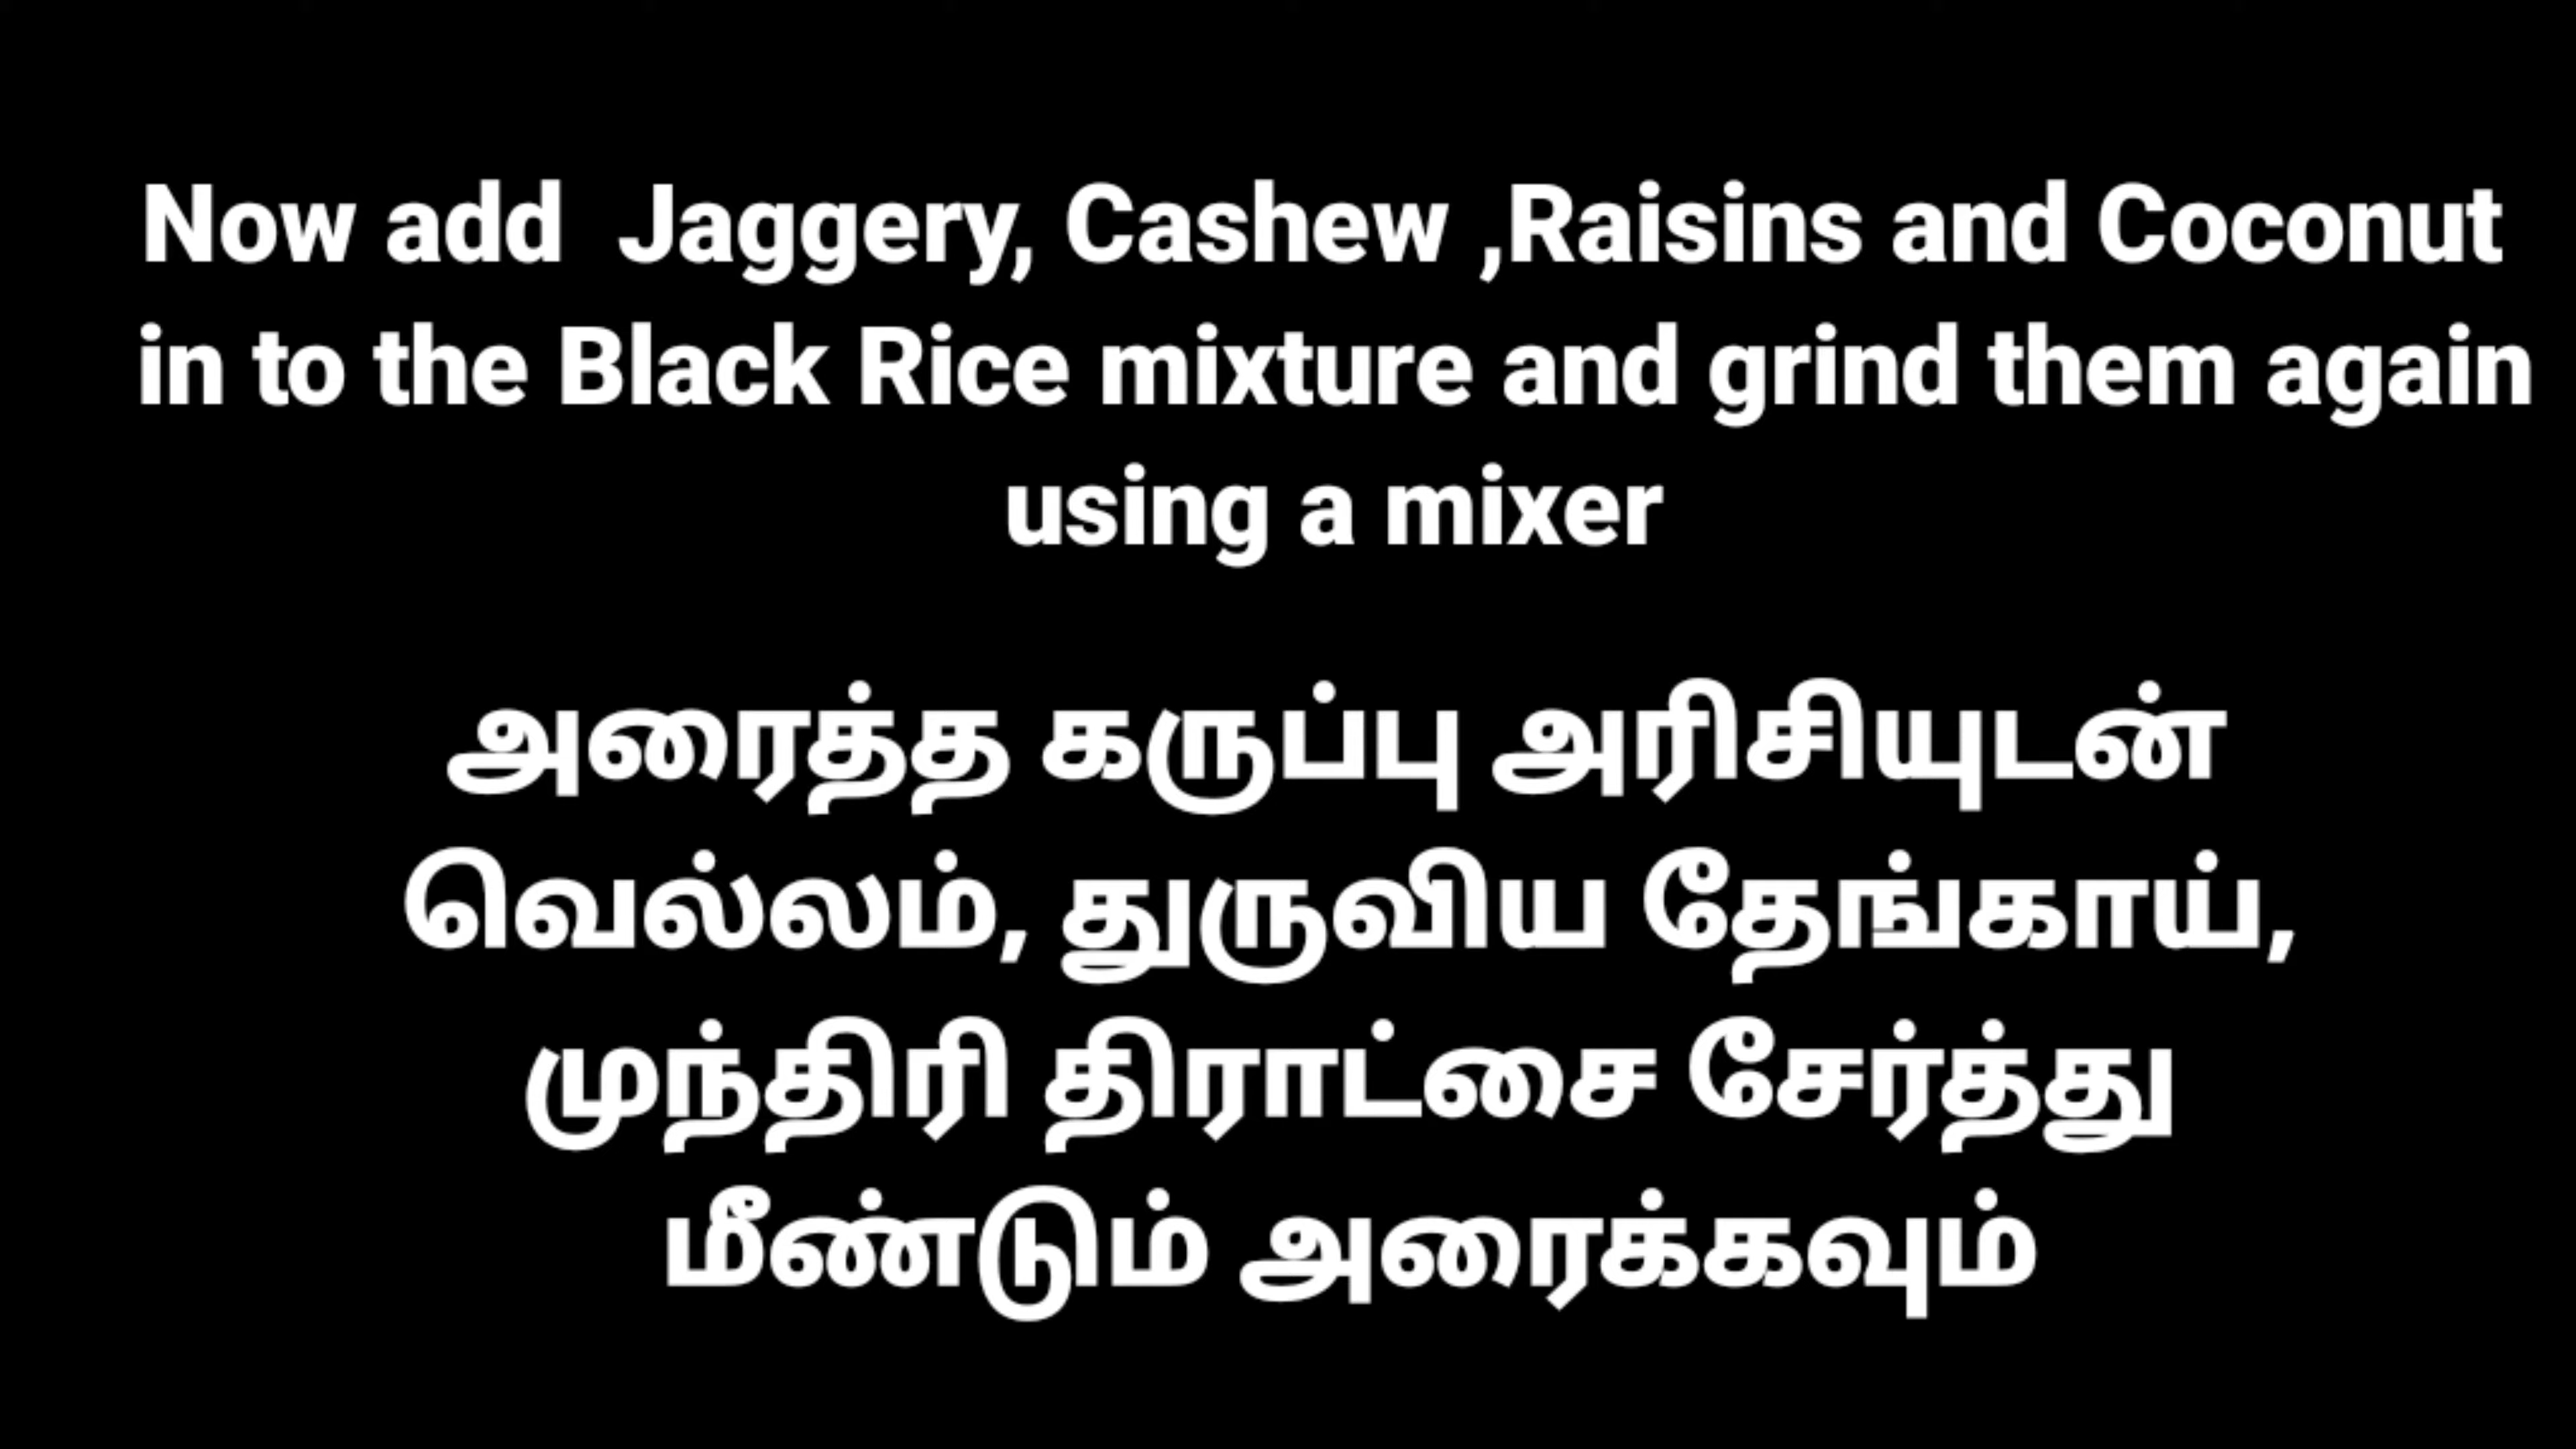 Now add  Jaggery, Cashew ,Raisins and Coconut
in to the Black Rice mixture and grind them again
using a mixer
அரைத்த கருப்பு அரிசியுடன்
வெல்லம், துருவிய தேங்காய்,
முந்திரி திராட்சை சேர்த்து
மீண்டும் அரைக்கவும்